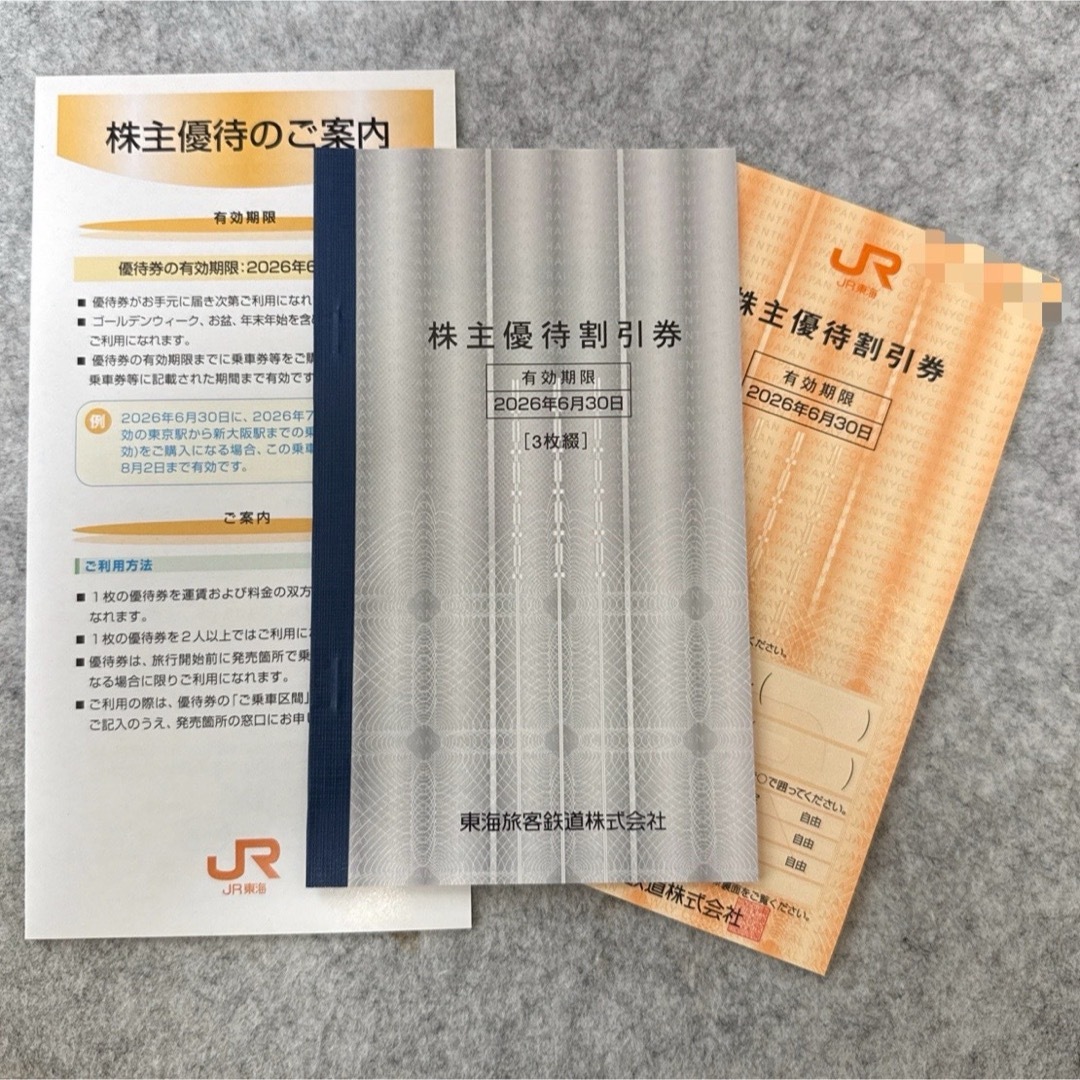 株主優待のご案内
有効期限
優待券の有効期限:2026年6
■ 優待券がお手元に届き次第ご利用になれ
■ ゴールデンウィーク、お盆、年末年始を含
ご利用になれます。
■ 優待券の有効期限までに乗車券等をご購
乗車券等に記載された期間まで有効です
例
2026年6月30日に、2026年7
効の東京駅から新大阪駅までの乗
効)をご購入になる場合、この乗車
8月2日まで有効です。
ご案内
ご利用方法
■ 1枚の優待券を運賃および料金の双方
なれます。
■ 1枚の優待券を2人以上ではご利用に
■ 優待券は、旅行開始前に発売箇所で乗
なる場合に限りご利用になれます。
■ ご利用の際は、優待券の「ご乗車区間」
ご記入のうえ、発売箇所の窓口にお申し
JR
JR東海
株主優待割引券
有効期限
2026年6月30日
[3枚綴]
東海旅客鉄道株式会社
JR
JR東海
株主優待割引券
有効期限
2026年6月30日
ください。
○で囲ってください。
自由
自由
自由
裏面をご覧ください。
鉄道株式会社